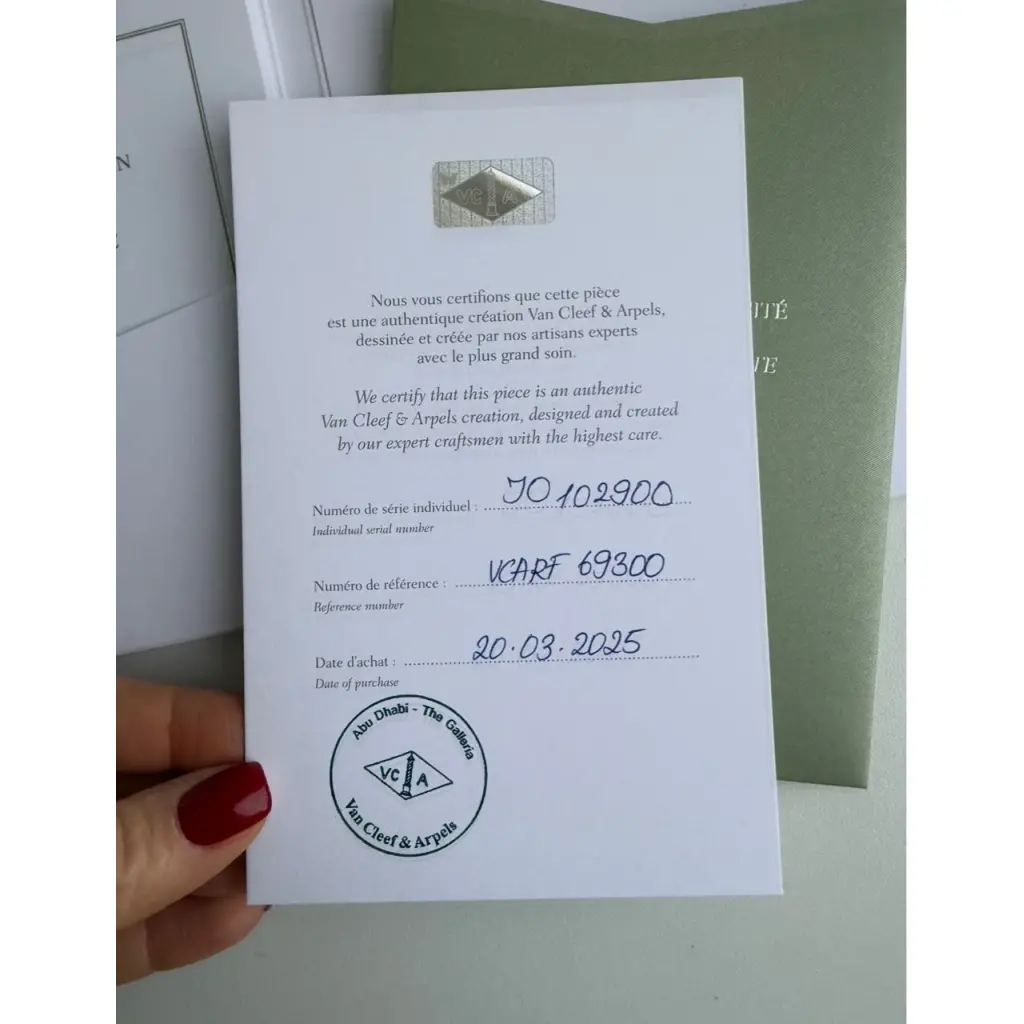 VC A
Nous vous certifions que cette pièce
est une authentique création Van Cleef & Arpels,
dessinée et créée par nos artisans experts
avec le plus grand soin.
We certify that this piece is an authentic
Van Cleef & Arpels creation, designed and created
by our expert craftsmen with the highest care.
Numéro de série individuel : JO102900
Individual serial number
Numéro de référence : VCARF 69300
Reference number
Date d'achat : 20.03.2025
Date of purchase
Abu Dhabi - The Galleria
VC A
Van Cleef & Arpels